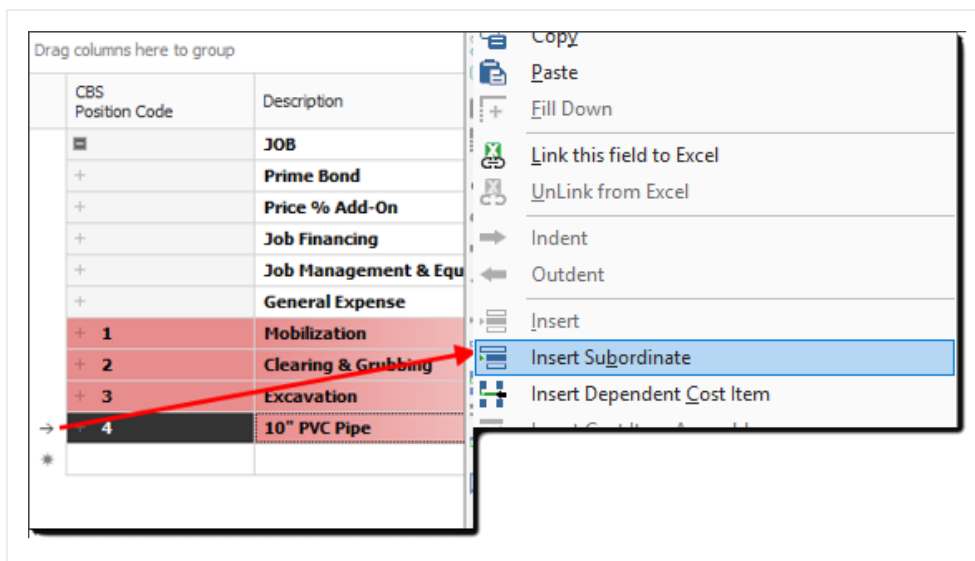 Drag columns here to group
CBS
Position Code
Description
JOB
Prime Bond
Price % Add-On
Job Financing
Job Management & Equ
General Expense
1 Mobilization
2 Clearing & Grubbing
3 Excavation
4 10" PVC Pipe
Copy
Paste
Fill Down
Link this field to Excel
UnLink from Excel
Indent
Outdent
Insert
Insert Subordinate
Insert Dependent Cost Item